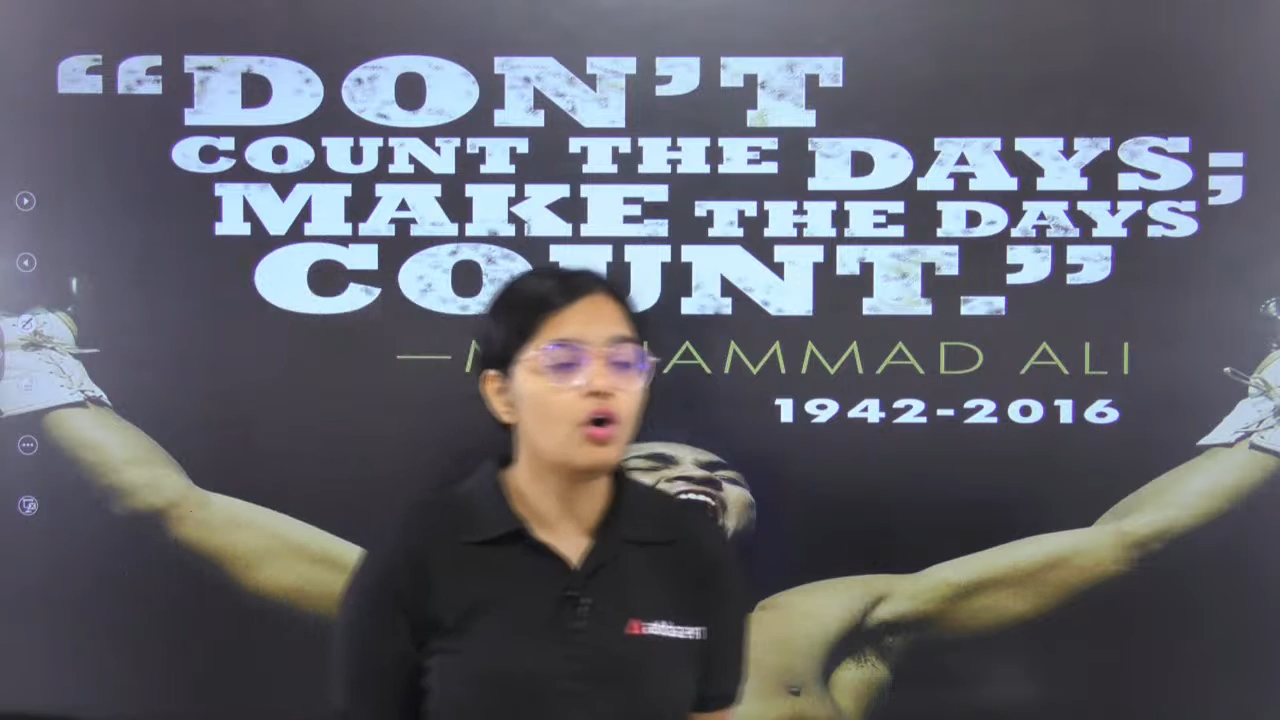 “DON’T
COUNT THE DAYS;
MAKE THE DAYS
COUNT.”
AMMAD ALI
1942-2016